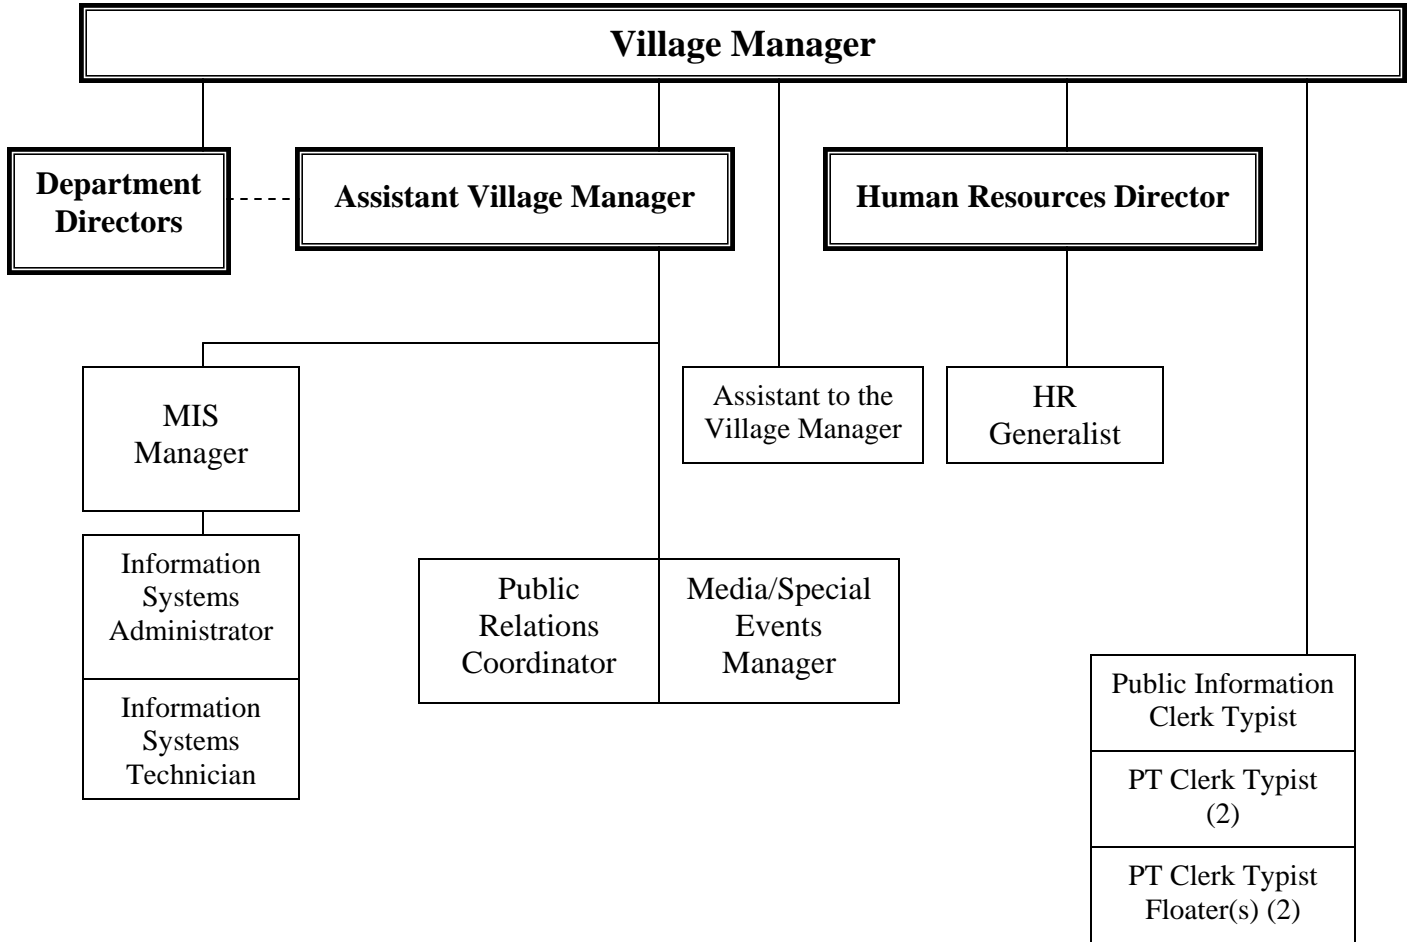 Village Manager
Department
Directors
Assistant Village Manager
Human Resources Director
MIS
Manager
Assistant to the
Village Manager
HR
Generalist
Information
Systems
Administrator
Public
Relations
Coordinator
Media/Special
Events
Manager
Information
Systems
Technician
Public Information
Clerk Typist
PT Clerk Typist
(2)
PT Clerk Typist
Floater(s) (2)